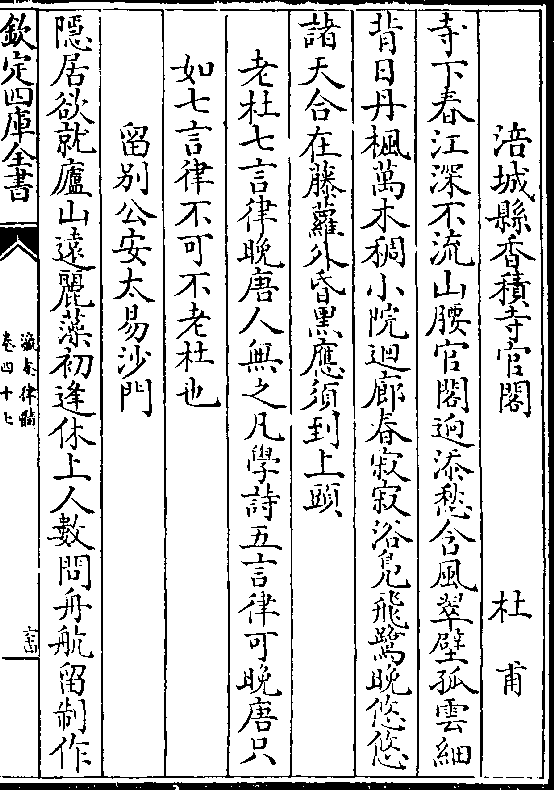 涪城縣香積寺官閣　杜甫
寺下春江深不流山腰官閣迥添愁含風翠壁孤雲細
背日丹楓萬木稠小院迴廊春寂寂浴鳬飛鷺晚悠悠
諸天合在藤蘿外昏黑應須到上頭
老杜七言律晚唐人無之凡學詩五言律可晚唐只
如七言律不可不老杜也
留别公安太易沙門
隱居欲就廬山遠麗藻初逢休上人數問舟航留制作
欽定四庫全書
瀛奎律髓
卷四十七